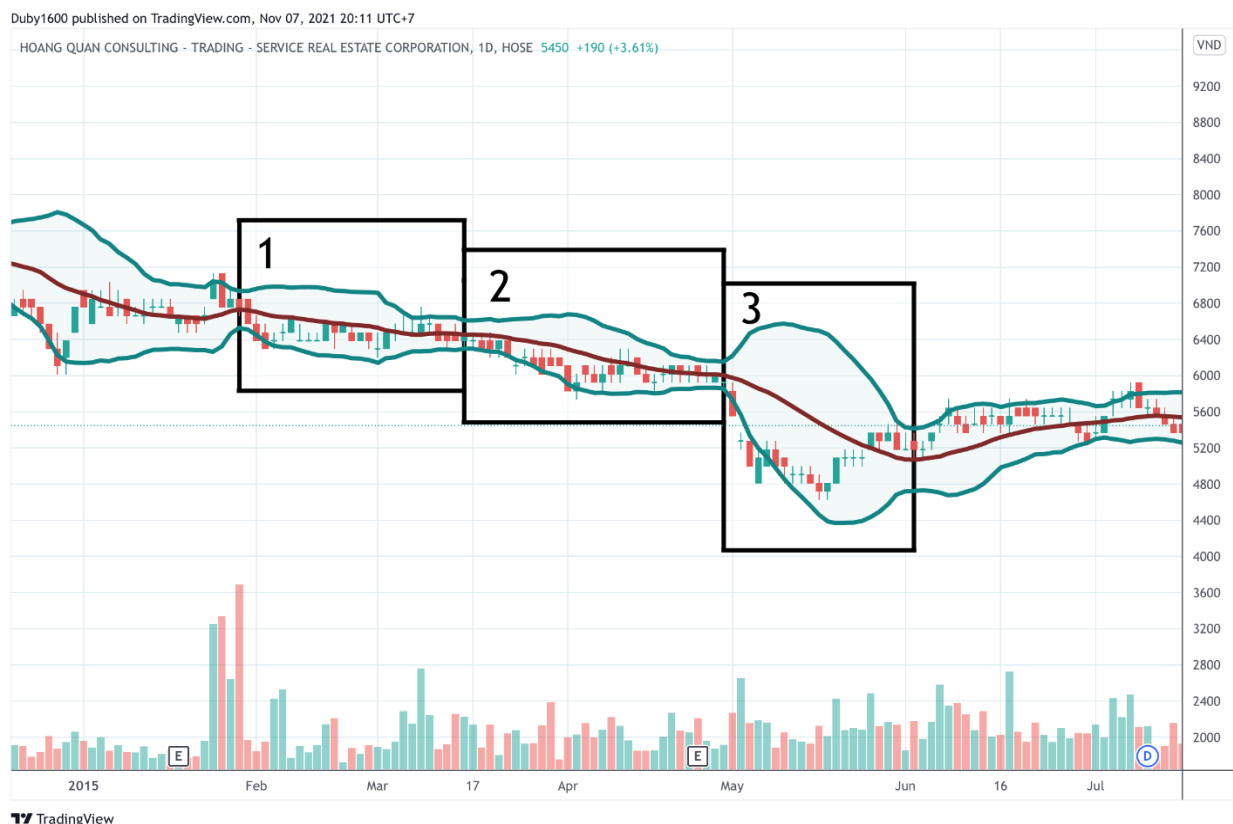 Duby1600 published on TradingView.com, Nov 07, 2021 20:11 UTC+7
HOANG QUAN CONSULTING - TRADING - SERVICE REAL ESTATE CORPORATION, 1D, HOSE 5450 +190 (+3.61%)
VND
9200
8800
8400
8000
7600
7200
6800
6400
6000
5600
5200
4800
4400
4000
3600
3200
2800
2400
2000
1
2
3
E
E
D
2015 Feb Mar 17 Apr May Jun 16 Jul
TradingView